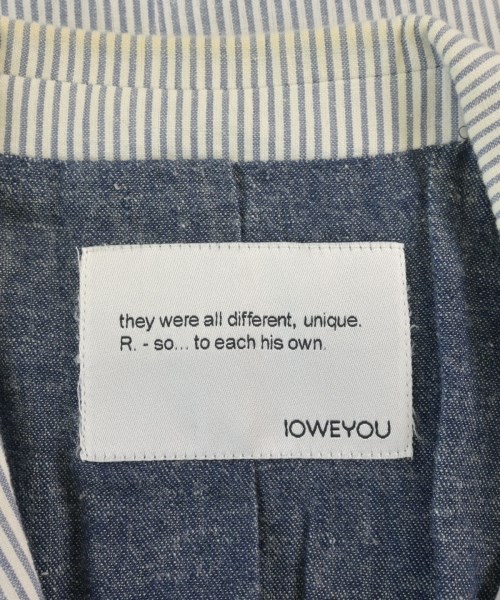 they were all different, unique.
R. - so... to each his own.
IOWEYOU